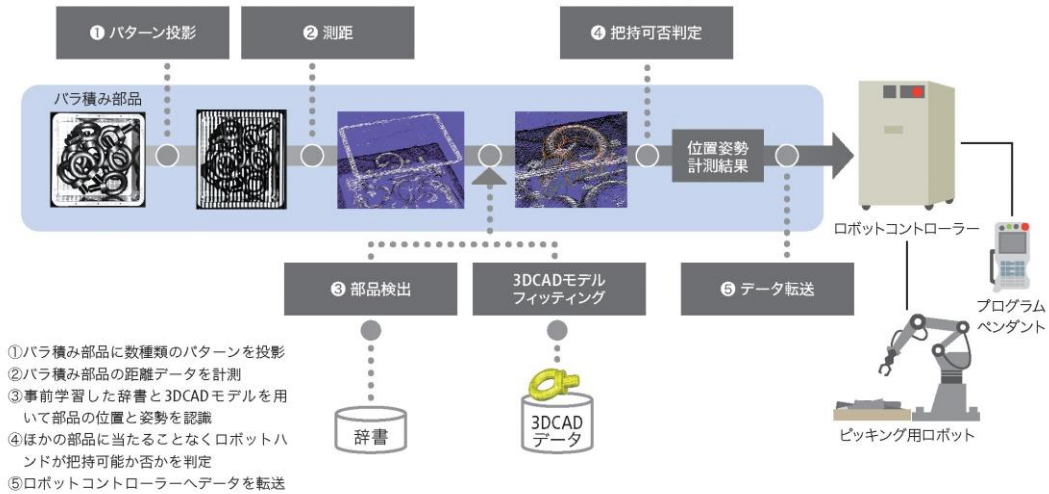 ❶ パターン投影
❷ 測距
❹ 把持可否判定
バラ積み部品
位置姿勢
計測結果
ロボットコントローラー
❸ 部品検出
3DCADモデル
フィッティング
❺ データ転送
プログラム
ペンダント
辞書
3DCAD
データ
ピッキング用ロボット
①バラ積み部品に数種類のパターンを投影
②バラ積み部品の距離データを計測
③事前学習した辞書と3DCADモデルを用
いて部品の位置と姿勢を認識
④ほかの部品に当たることなくロボットハ
ンドが把持可能か否かを判定
⑤ロボットコントローラーへデータを転送